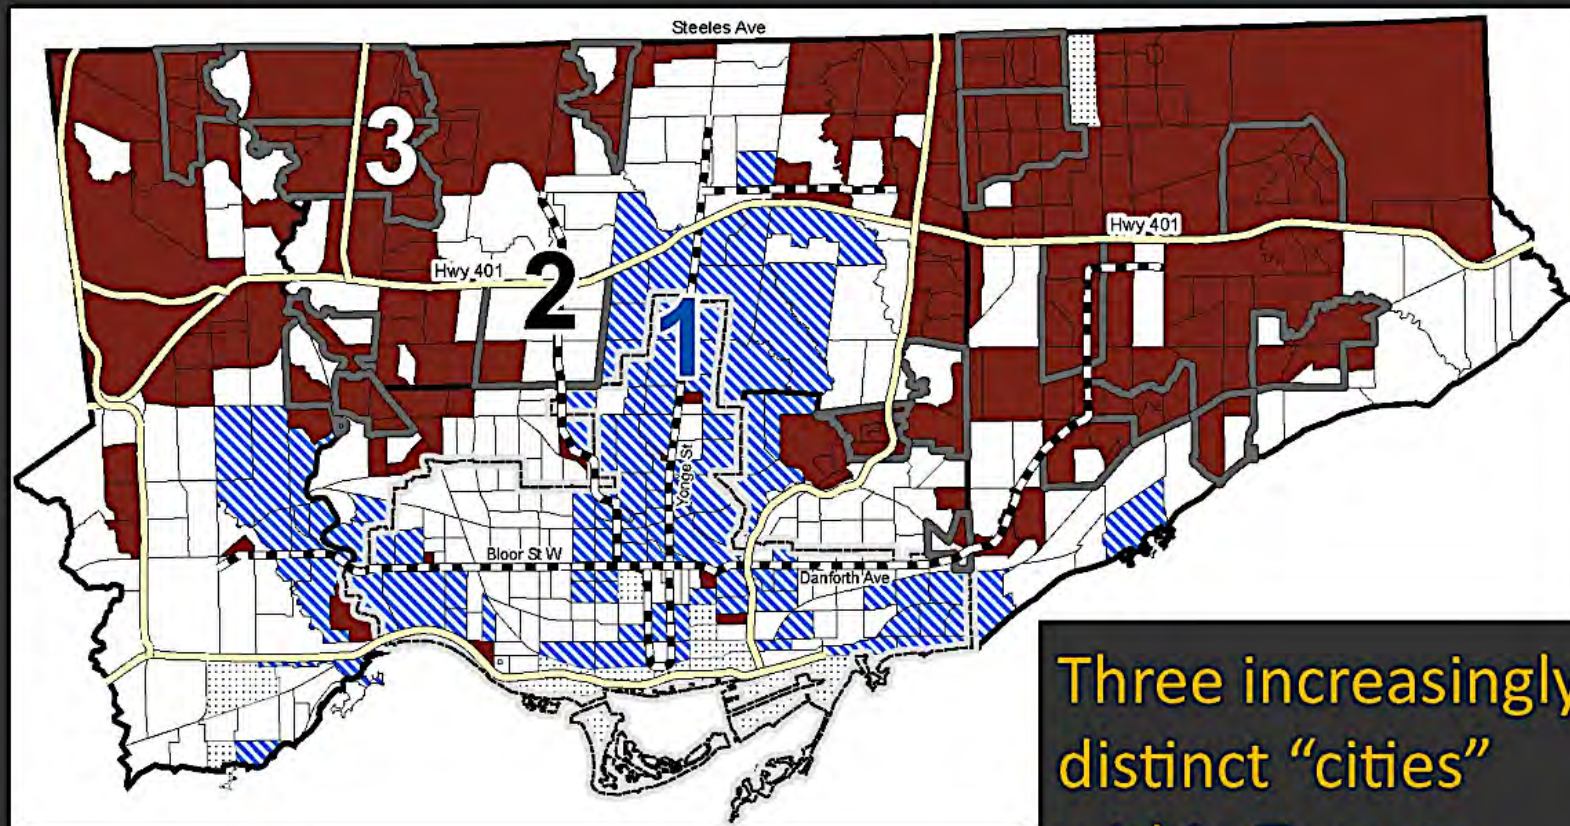 Steeles Ave
3
Hwy 401
Hwy 401
2
1
Yonge St
Bloor St W
Danforth Ave
Three increasingly
distinct “cities”